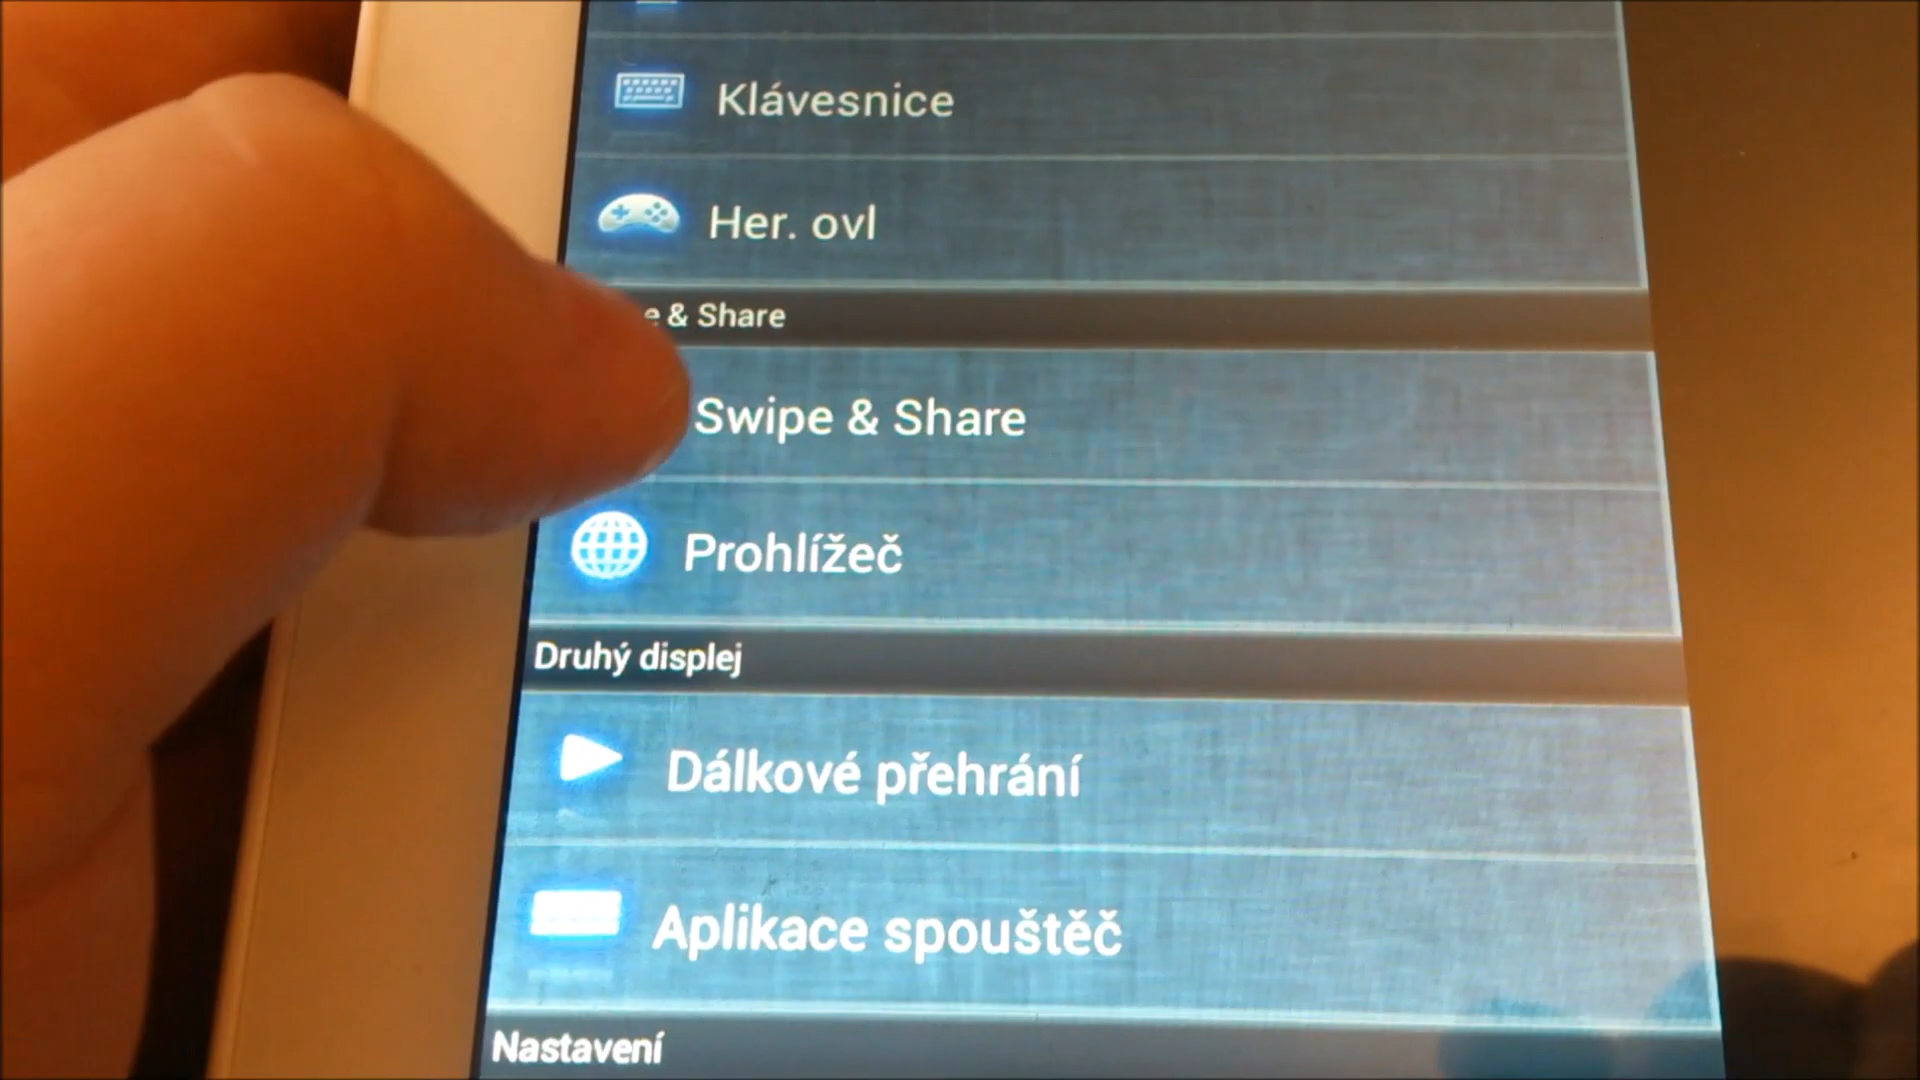 Klávesnice
Her. ovl
& Share
Swipe & Share
Prohlížeč
Druhý displej
Dálkové přehrání
Aplikace spouštěč
Nastavení